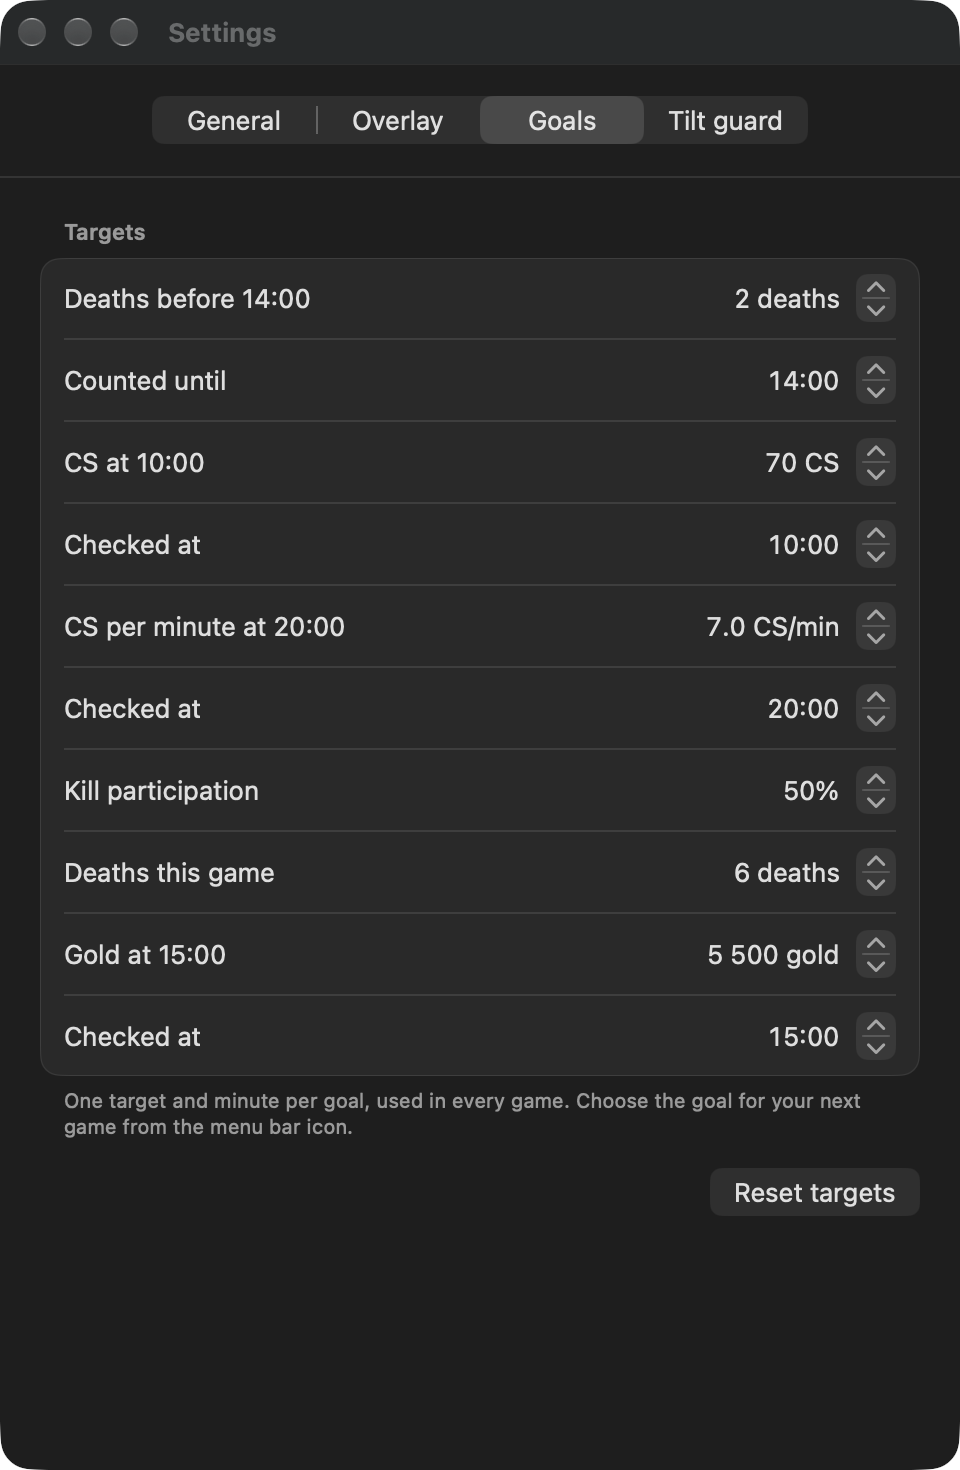 Settings
General Overlay Goals Tilt guard
Targets
Deaths before 14:00 2 deaths
Counted until 14:00
CS at 10:00 70 CS
Checked at 10:00
CS per minute at 20:00 7.0 CS/min
Checked at 20:00
Kill participation 50%
Deaths this game 6 deaths
Gold at 15:00 5 500 gold
Checked at 15:00
One target and minute per goal, used in every game. Choose the goal for your next
game from the menu bar icon.
Reset targets